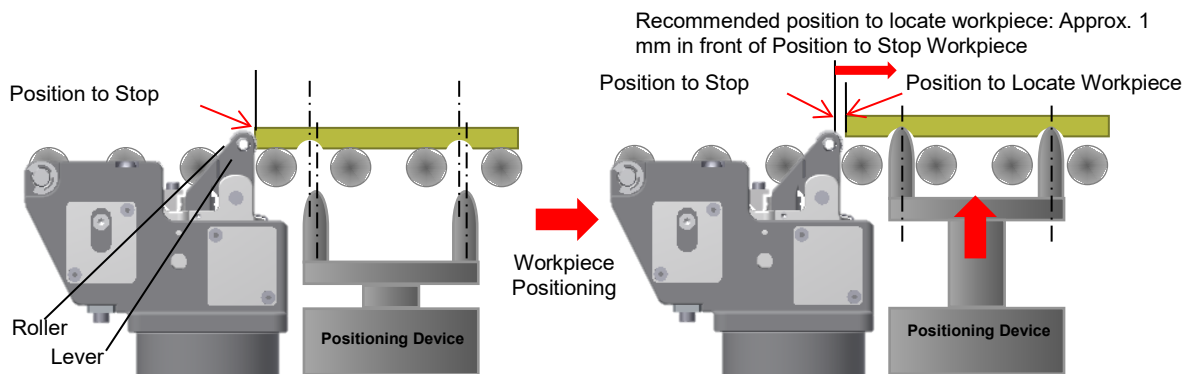 Recommended position to locate workpiece: Approx. 1
mm in front of Position to Stop Workpiece
Position to Stop
Position to Stop
Position to Locate Workpiece
Workpiece
Positioning
Roller
Lever
Positioning Device
Positioning Device